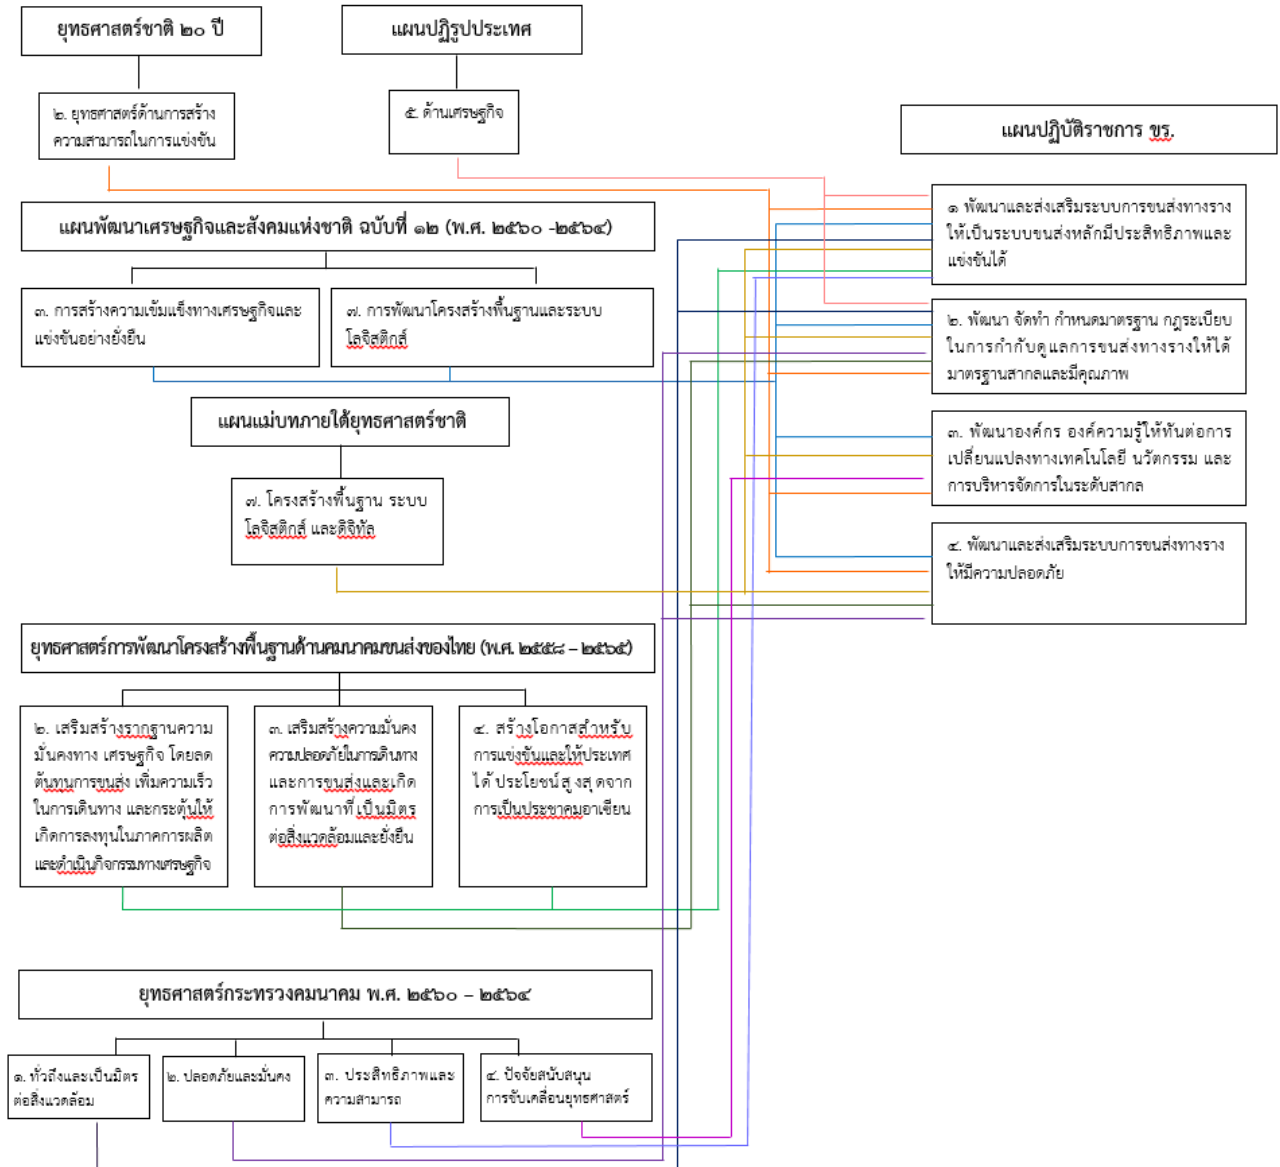 ยุทธศาสตร์ชาติ ๒๐ ปี
แผนปฏิรูปประเทศ
๒. ยุทธศาสตร์ด้านการสร้าง
ความสามารถในการแข่งขัน
๕. ด้านเศรษฐกิจ
แผนปฏิบัติราชการ ขร.
๑ พัฒนาและส่งเสริมระบบการขนส่งทางราง
ให้เป็นระบบขนส่งหลักมีประสิทธิภาพและ
แข่งขันได้
แผนพัฒนาเศรษฐกิจและสังคมแห่งชาติ ฉบับที่ ๑๒ (พ.ศ. ๒๕๖๐ -๒๕๖๔)
๓. การสร้างความเข้มแข็งทางเศรษฐกิจและ
แข่งขันอย่างยั่งยืน
๗. การพัฒนาโครงสร้างพื้นฐานและระบบ
โลจิสติกส์
๒. พัฒนา จัดทำ กำหนดมาตรฐาน กฎระเบียบ
ในการกำกับดูแลการขนส่งทางรางให้ได้
มาตรฐานสากลและมีคุณภาพ
แผนแม่บทภายใต้ยุทธศาสตร์ชาติ
๗. โครงสร้างพื้นฐาน ระบบ
โลจิสติกส์ และดิจิทัล
๓. พัฒนาองค์กร องค์ความรู้ให้ทันต่อการ
เปลี่ยนแปลงทางเทคโนโลยี นวัตกรรม และ
การบริหารจัดการในระดับสากล
๔. พัฒนาและส่งเสริมระบบการขนส่งทางราง
ให้มีความปลอดภัย
ยุทธศาสตร์การพัฒนาโครงสร้างพื้นฐานด้านคมนาคมขนส่งของไทย (พ.ศ. ๒๕๕๘ – ๒๕๖๕)
๒. เสริมสร้างรากฐานความ
มั่นคงทาง เศรษฐกิจ โดยลด
ต้นทุนการขนส่ง เพิ่มความเร็ว
ในการเดินทาง และกระตุ้นให้
เกิดการลงทุนในภาคการผลิต
และดำเนินกิจกรรมทางเศรษฐกิจ
๓. เสริมสร้างความมั่นคง
ความปลอดภัยในการเดินทาง
และการขนส่งและเกิด
การพัฒนาที่เป็นมิตร
ต่อสิ่งแวดล้อมและยั่งยืน
๔. สร้างโอกาสสำหรับ
การแข่งขันและให้ประเทศ
ได้ ประโยชน์สูงสุดจาก
การเป็นประชาคมอาเซียน
ยุทธศาสตร์กระทรวงคมนาคม พ.ศ. ๒๕๖๐ – ๒๕๖๔
๑. ทั่วถึงและเป็นมิตร
ต่อสิ่งแวดล้อม
๒. ปลอดภัยและมั่นคง
๓. ประสิทธิภาพและ
ความสามารถ
๔. ปัจจัยสนับสนุน
การขับเคลื่อนยุทธศาสตร์